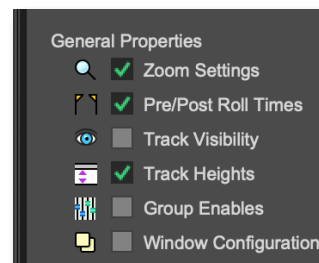 General Properties
Zoom Settings
Pre/Post Roll Times
Track Visibility
Track Heights
Group Enables
Window Configuration